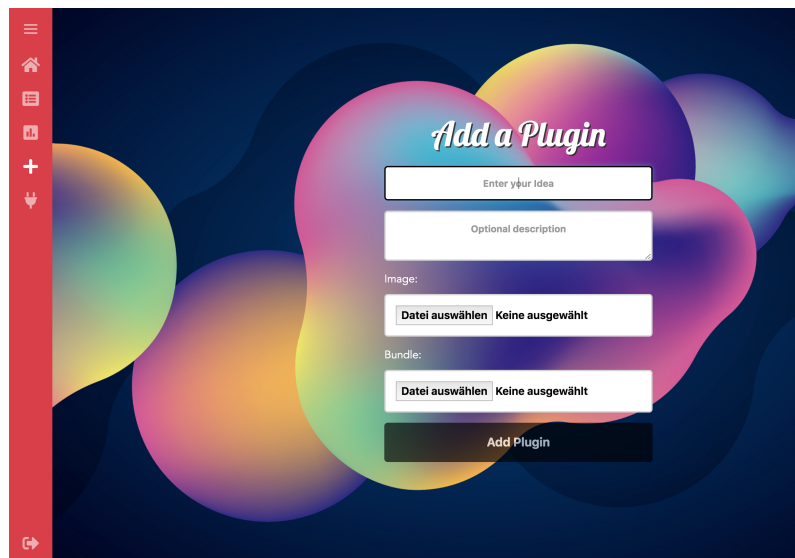 Add a Plugin
Enter your Idea
Optional description
Image:
Datei auswählen Keine ausgewählt
Bundle:
Datei auswählen Keine ausgewählt
Add Plugin